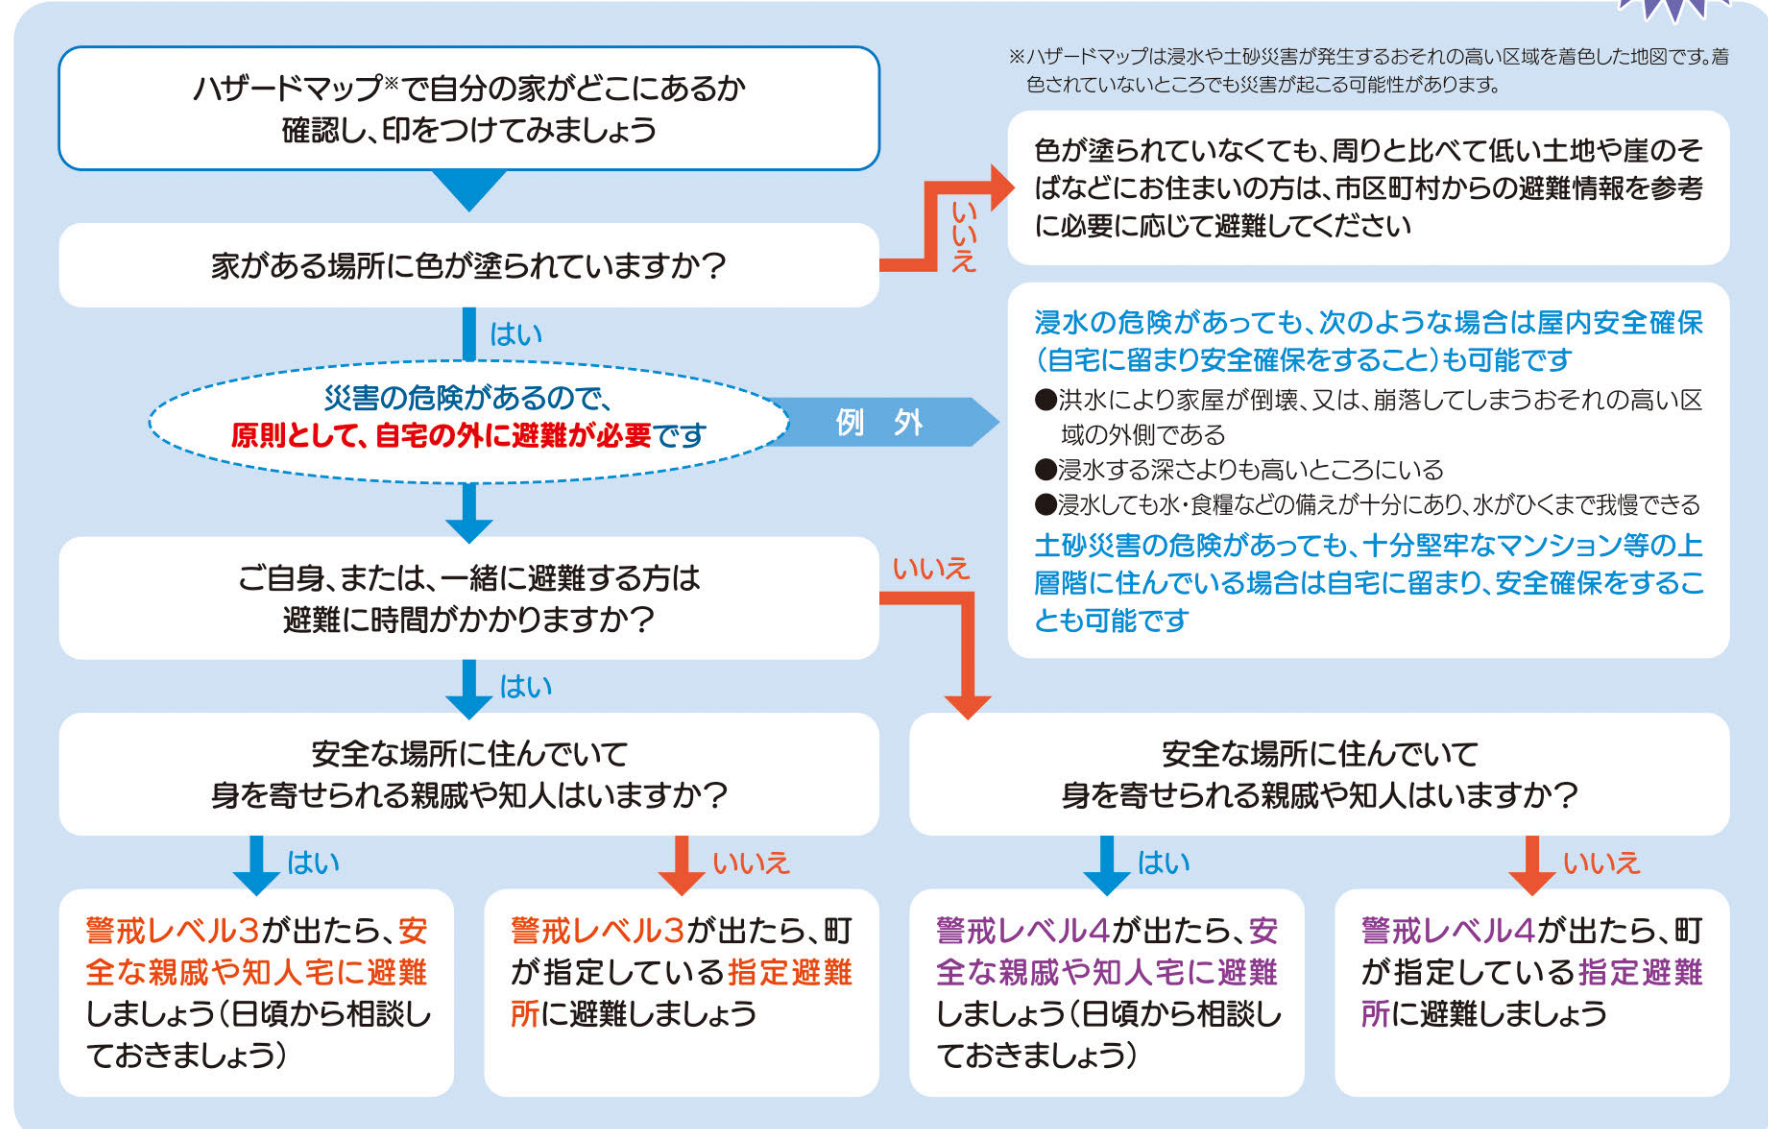 ハザードマップ※で自分の家がどこにあるか
確認し、印をつけてみましょう
※ハザードマップは浸水や土砂災害が発生するおそれの高い区域を着色した地図です。着
色されていないところでも災害が起こる可能性があります。
家がある場所に色が塗られていますか？
いいえ
色が塗られていなくても、周りと比べて低い土地や崖のそ
ばなどにお住まいの方は、市区町村からの避難情報を参考
に必要に応じて避難してください
はい
災害の危険があるので、
原則として、自宅の外に避難が必要です
例 外
浸水の危険があっても、次のような場合は屋内安全確保
（自宅に留まり安全確保をすること）も可能です
●洪水により家屋が倒壊、又は、崩落してしまうおそれの高い区
域の外側である
●浸水する深さよりも高いところにいる
●浸水しても水・食糧などの備えが十分にあり、水がひくまで我慢できる
土砂災害の危険があっても、十分堅牢なマンション等の上
層階に住んでいる場合は自宅に留まり、安全確保をするこ
とも可能です
ご自身、または、一緒に避難する方は
避難に時間がかかりますか？
いいえ
はい
安全な場所に住んでいて
身を寄せられる親戚や知人はいますか？
安全な場所に住んでいて
身を寄せられる親戚や知人はいますか？
はい
いいえ
はい
いいえ
警戒レベル3が出たら、安
全な親戚や知人宅に避難
しましょう（日頃から相談し
ておきましょう）
警戒レベル3が出たら、町
が指定している指定避難
所に避難しましょう
警戒レベル4が出たら、安
全な親戚や知人宅に避難
しましょう（日頃から相談し
ておきましょう）
警戒レベル4が出たら、町
が指定している指定避難
所に避難しましょう